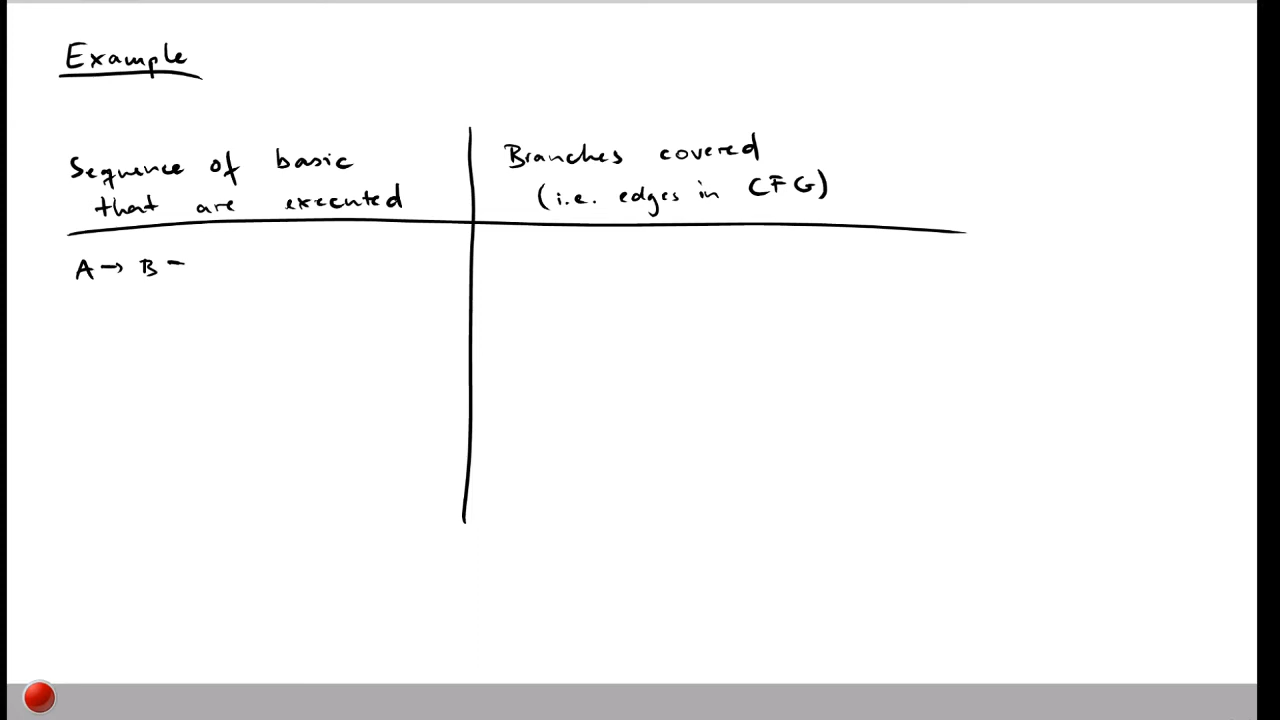 Example
Sequence of basic
that are executed
Branches covered
(i.e. edges in CFG)
A → B -